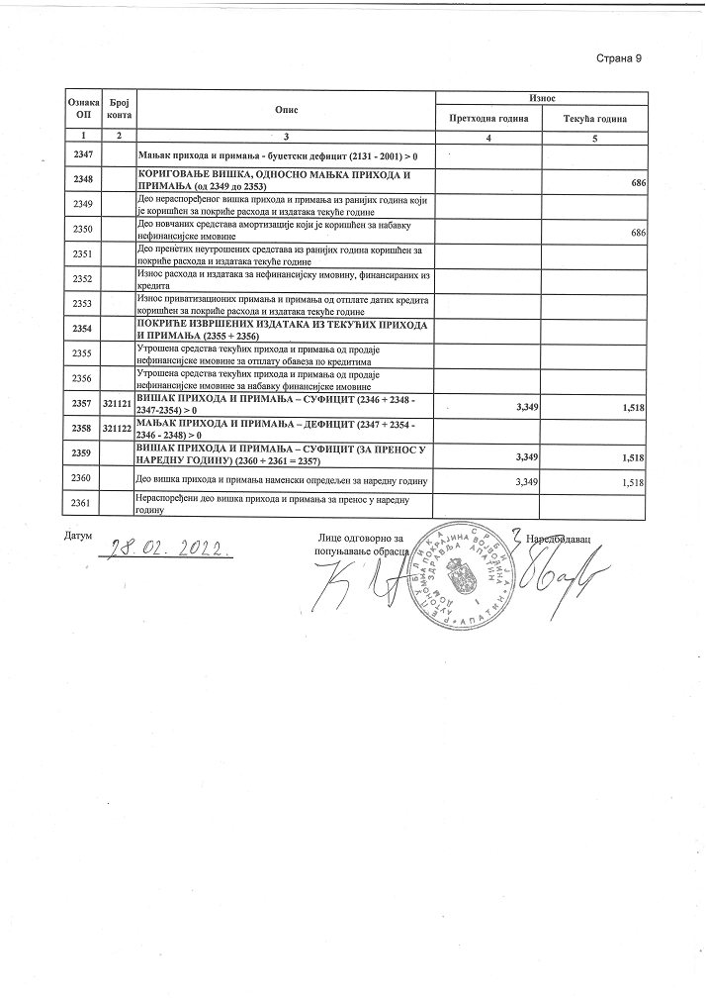 Страна 9
Ознака ОП | Број конта | Опис | Износ
Претходна година | Текућа година
1 | 2 | 3 | 4 | 5
2347 | Мањак прихода и примања - буџетски дефицит (2131 - 2001) > 0
2348 | КОРИГОВАЊЕ ВИШКА, ОДНОСНО МАЊКА ПРИХОДА И
ПРИМАЊА (од 2349 до 2353) | 686
2349 | Део нераспоређеног вишка прихода и примања из ранијих година који
је коришћен за покриће расхода и издатака текуће године
2350 | Део новчаних средстава амортизације који је коришћен за набавку
нефинансијске имовине | 686
2351 | Део пренетих неутрошених средстава из ранијих година коришћен за
покриће расхода и издатака текуће године
2352 | Износ расхода и издатака за нефинансијску имовину, финансираних из
кредита
2353 | Износ приватизационих примања и примања од отплате датих кредита
коришћен за покриће расхода и издатака текуће године
2354 | ПОКРИЋЕ ИЗВРШЕНИХ ИЗДАТАКА ИЗ ТЕКУЋИХ ПРИХОДА
И ПРИМАЊА (2355 + 2356)
2355 | Утрошена средства текућих прихода и примања од продаје
нефинансијске имовине за отплату обавеза по кредитима
2356 | Утрошена средства текућих прихода и примања од продаје
нефинансијске имовине за набавку финансијске имовине
2357 | 321121 | ВИШАК ПРИХОДА И ПРИМАЊА – СУФИЦИТ (2346 + 2348 -
2347-2354) > 0 | 3,349 | 1,518
2358 | 321122 | МАЊАК ПРИХОДА И ПРИМАЊА – ДЕФИЦИТ (2347 + 2354 -
2346 - 2348) > 0
2359 | ВИШАК ПРИХОДА И ПРИМАЊА – СУФИЦИТ (ЗА ПРЕНОС У
НАРЕДНУ ГОДИНУ) (2360 + 2361 = 2357) | 3,349 | 1,518
2360 | Део вишка прихода и примања наменски опредељен за наредну годину | 3,349 | 1,518
2361 | Нераспоређени део вишка прихода и примања за пренос у наредну
годину
Датум 28.02.2022.
Лице одговорно за
попуњавање обрасца
Наредбодавац
РЕПУБЛИКА СРБИЈА • АПАТИН •
АУТОНОМНА ПОКРАЈИНА ВОЈВОДИНА
ДОМ ЗДРАВЉА АПАТИН
1